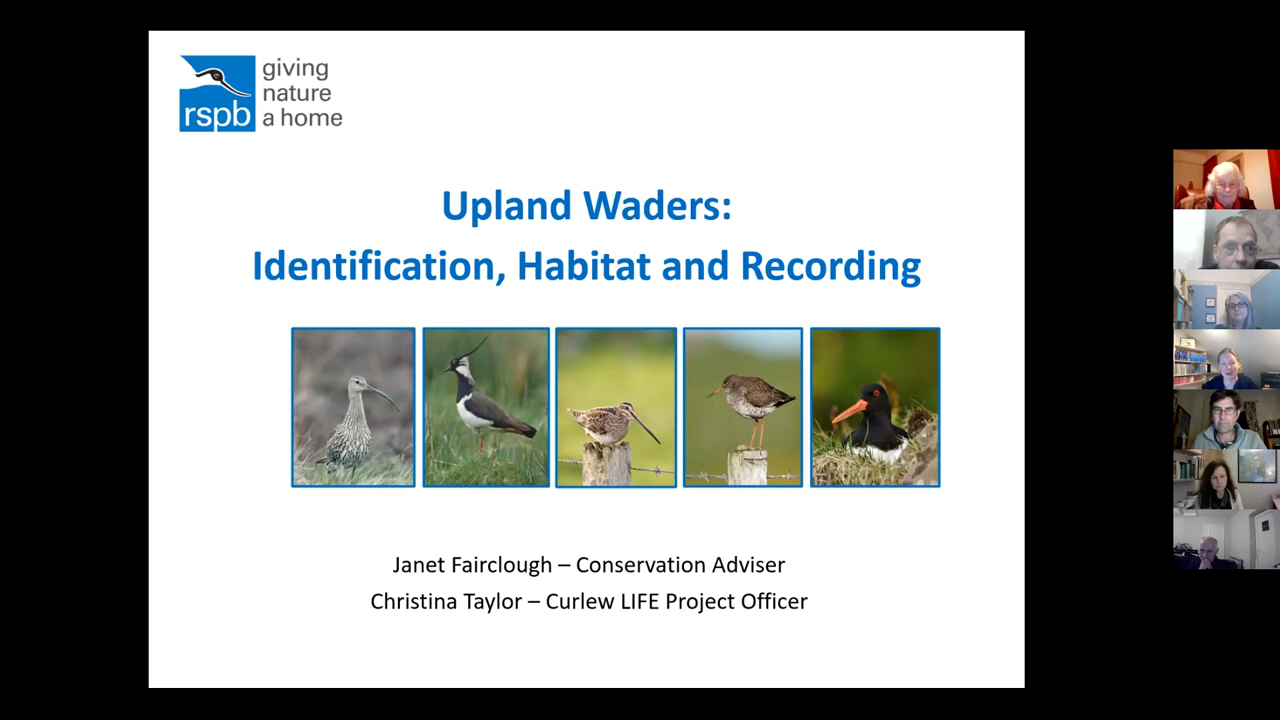 giving
nature
a home
rspb
Upland Waders:
Identification, Habitat and Recording
Janet Fairclough – Conservation Adviser
Christina Taylor – Curlew LIFE Project Officer